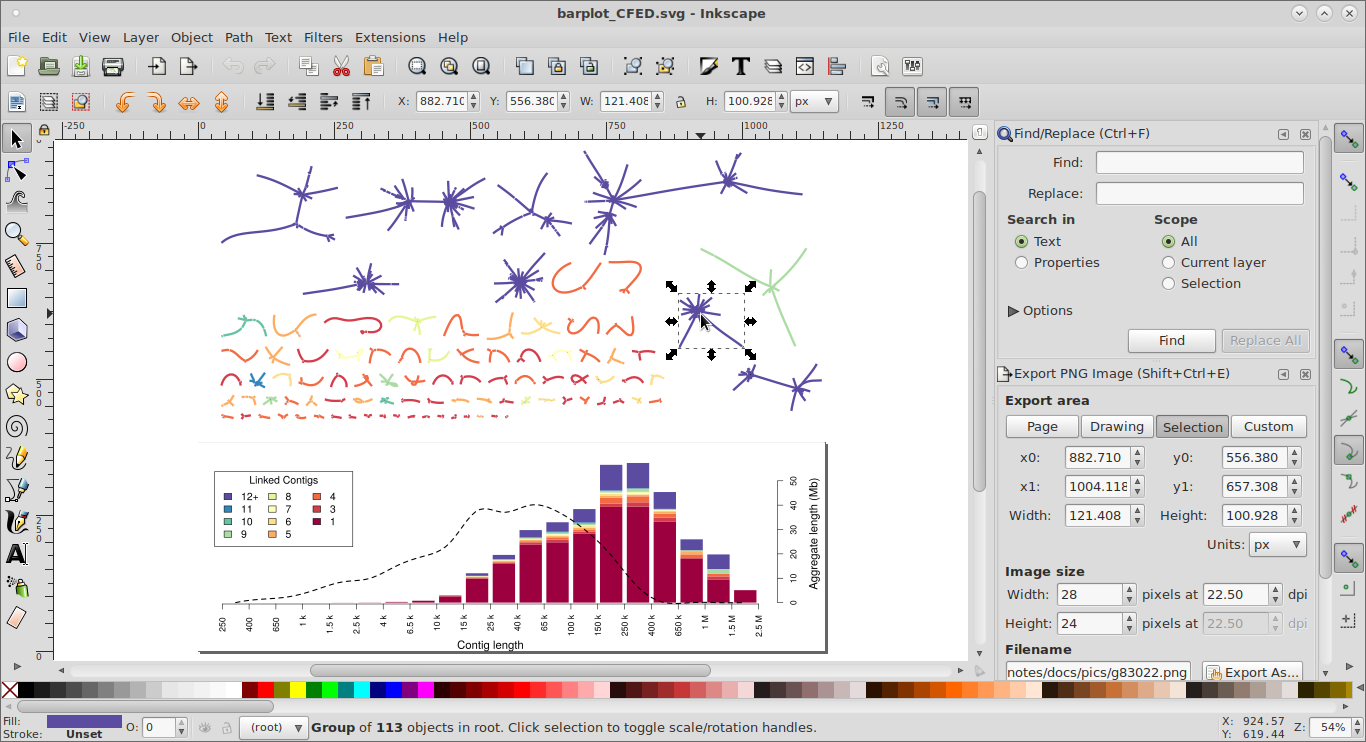 barplot_CFED.svg - Inkscape
File Edit View Layer Object Path Text Filters Extensions Help
X: 882.710 Y: 556.380 W: 121.408 H: 100.928 px
-250 0 250 500 750 1000 1250
750
500
250
0
Linked Contigs
12+ 8 4
11 7 3
10 6 1
9 5
50
40
30
20
10
0
Aggregate length (Mb)
250 400 650 1 k 1.5 k 2.5 k 4 k 6.5 k 10 k 15 k 25 k 40 k 65 k 100 k 150 k 250 k 400 k 650 k 1 M 1.5 M 2.5 M
Contig length
Find/Replace (Ctrl+F)
Find:
Replace:
Search in Scope
Text All
Properties Current layer
Selection
Options
Find Replace All
Export PNG Image (Shift+Ctrl+E)
Export area
Page Drawing Selection Custom
x0: 882.710 y0: 556.380
x1: 1004.118 y1: 657.308
Width: 121.408 Height: 100.928
Units: px
Image size
Width: 28 pixels at 22.50 dpi
Height: 24 pixels at 22.50 dpi
Filename
notes/docs/pics/g83022.png Export As...
Fill:
Stroke: Unset
O: 0
(root)
Group of 113 objects in root. Click selection to toggle scale/rotation handles.
X: 924.57
Y: 619.44
Z: 54%